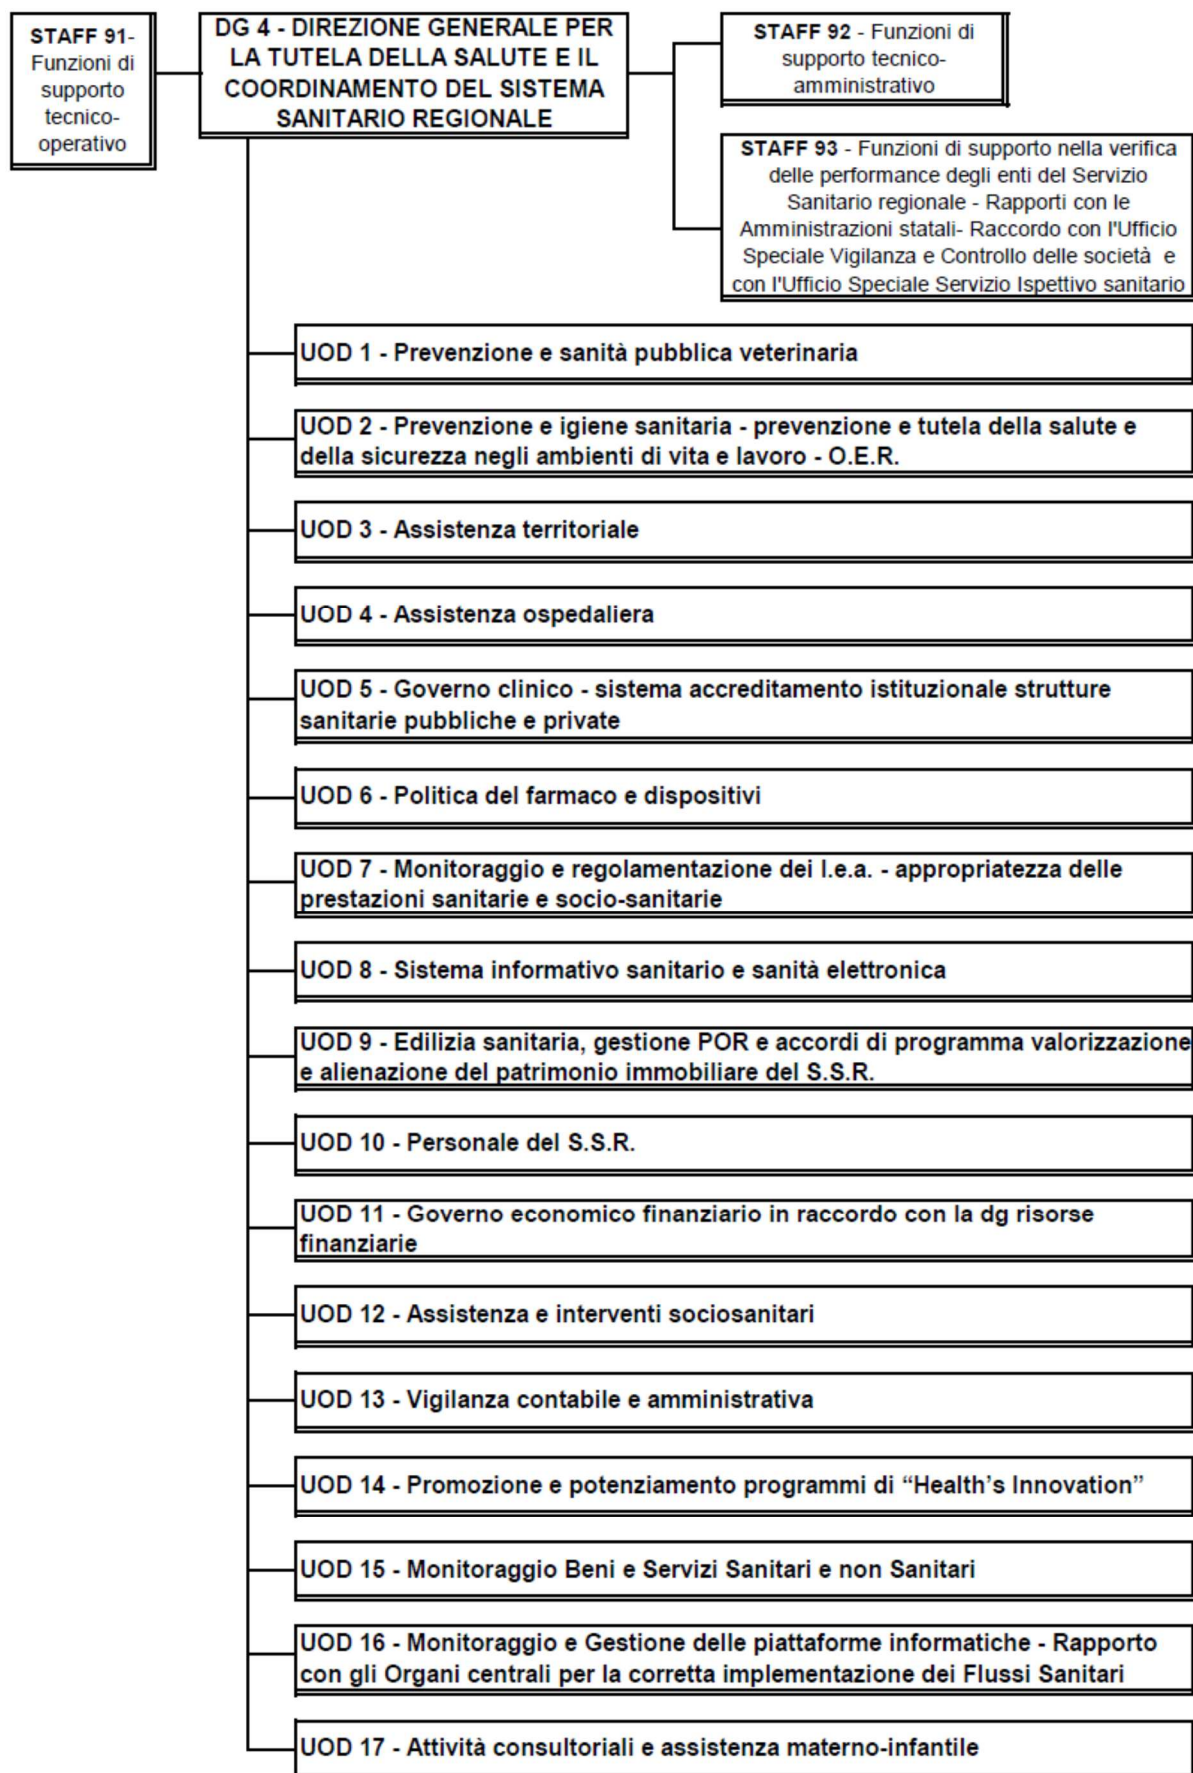 STAFF 91-
Funzioni di
supporto
tecnico-
operativo
DG 4 - DIREZIONE GENERALE PER
LA TUTELA DELLA SALUTE E IL
COORDINAMENTO DEL SISTEMA
SANITARIO REGIONALE
STAFF 92 - Funzioni di
supporto tecnico-
amministrativo
STAFF 93 - Funzioni di supporto nella verifica
delle performance degli enti del Servizio
Sanitario regionale - Rapporti con le
Amministrazioni statali- Raccordo con l'Ufficio
Speciale Vigilanza e Controllo delle società e
con l'Ufficio Speciale Servizio Ispettivo sanitario
UOD 1 - Prevenzione e sanità pubblica veterinaria
UOD 2 - Prevenzione e igiene sanitaria - prevenzione e tutela della salute e
della sicurezza negli ambienti di vita e lavoro - O.E.R.
UOD 3 - Assistenza territoriale
UOD 4 - Assistenza ospedaliera
UOD 5 - Governo clinico - sistema accreditamento istituzionale strutture
sanitarie pubbliche e private
UOD 6 - Politica del farmaco e dispositivi
UOD 7 - Monitoraggio e regolamentazione dei l.e.a. - appropriatezza delle
prestazioni sanitarie e socio-sanitarie
UOD 8 - Sistema informativo sanitario e sanità elettronica
UOD 9 - Edilizia sanitaria, gestione POR e accordi di programma valorizzazione
e alienazione del patrimonio immobiliare del S.S.R.
UOD 10 - Personale del S.S.R.
UOD 11 - Governo economico finanziario in raccordo con la dg risorse
finanziarie
UOD 12 - Assistenza e interventi sociosanitari
UOD 13 - Vigilanza contabile e amministrativa
UOD 14 - Promozione e potenziamento programmi di “Health’s Innovation”
UOD 15 - Monitoraggio Beni e Servizi Sanitari e non Sanitari
UOD 16 - Monitoraggio e Gestione delle piattaforme informatiche - Rapporto
con gli Organi centrali per la corretta implementazione dei Flussi Sanitari
UOD 17 - Attività consultoriali e assistenza materno-infantile